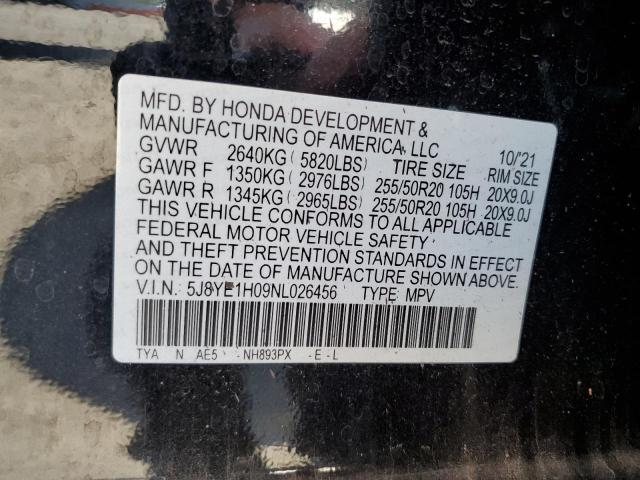 MFD. BY HONDA DEVELOPMENT &
MANUFACTURING OF AMERICA, LLC 10/'21
GVWR 2640KG (5820LBS) TIRE SIZE RIM SIZE
GAWR F 1350KG (2976LBS) 255/50R20 105H 20X9.0J
GAWR R 1345KG (2965LBS) 255/50R20 105H 20X9.0J
THIS VEHICLE CONFORMS TO ALL APPLICABLE
FEDERAL MOTOR VEHICLE SAFETY
AND THEFT PREVENTION STANDARDS IN EFFECT
ON THE DATE OF MANUFACTURE SHOWN ABOVE.
V.I.N. 5J8YE1H09NL026456 TYPE: MPV
TYA N AE5 - NH893PX - E - L